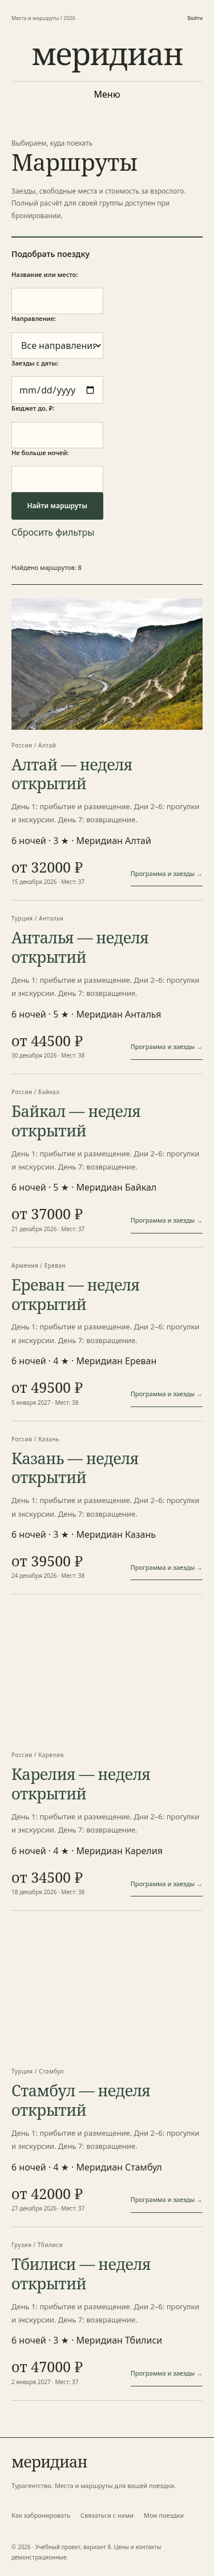 Места и маршруты / 2026
Войти
меридиан
Меню
Выбираем, куда поехать
Маршруты
Заезды, свободные места и стоимость за взрослого.
Полный расчёт для своей группы доступен при
бронировании.
Подобрать поездку
Название или место:
Направление:
Все направления
Заезды с даты:
mm/dd/yyyy
Бюджет до, ₽:
Не больше ночей:
Найти маршруты
Сбросить фильтры
Найдено маршрутов: 8
Россия / Алтай
Алтай — неделя
открытий
День 1: прибытие и размещение. Дни 2–6: прогулки
и экскурсии. День 7: возвращение.
6 ночей · 3 ★ · Меридиан Алтай
от 32000 ₽
15 декабря 2026 · Мест: 37
Программа и заезды →
Турция / Анталья
Анталья — неделя
открытий
День 1: прибытие и размещение. Дни 2–6: прогулки
и экскурсии. День 7: возвращение.
6 ночей · 5 ★ · Меридиан Анталья
от 44500 ₽
30 декабря 2026 · Мест: 38
Программа и заезды →
Россия / Байкал
Байкал — неделя
открытий
День 1: прибытие и размещение. Дни 2–6: прогулки
и экскурсии. День 7: возвращение.
6 ночей · 5 ★ · Меридиан Байкал
от 37000 ₽
21 декабря 2026 · Мест: 37
Программа и заезды →
Армения / Ереван
Ереван — неделя
открытий
День 1: прибытие и размещение. Дни 2–6: прогулки
и экскурсии. День 7: возвращение.
6 ночей · 4 ★ · Меридиан Ереван
от 49500 ₽
5 января 2027 · Мест: 38
Программа и заезды →
Россия / Казань
Казань — неделя
открытий
День 1: прибытие и размещение. Дни 2–6: прогулки
и экскурсии. День 7: возвращение.
6 ночей · 3 ★ · Меридиан Казань
от 39500 ₽
24 декабря 2026 · Мест: 38
Программа и заезды →
Россия / Карелия
Карелия — неделя
открытий
День 1: прибытие и размещение. Дни 2–6: прогулки
и экскурсии. День 7: возвращение.
6 ночей · 4 ★ · Меридиан Карелия
от 34500 ₽
18 декабря 2026 · Мест: 38
Программа и заезды →
Турция / Стамбул
Стамбул — неделя
открытий
День 1: прибытие и размещение. Дни 2–6: прогулки
и экскурсии. День 7: возвращение.
6 ночей · 4 ★ · Меридиан Стамбул
от 42000 ₽
27 декабря 2026 · Мест: 37
Программа и заезды →
Грузия / Тбилиси
Тбилиси — неделя
открытий
День 1: прибытие и размещение. Дни 2–6: прогулки
и экскурсии. День 7: возвращение.
6 ночей · 3 ★ · Меридиан Тбилиси
от 47000 ₽
2 января 2027 · Мест: 37
Программа и заезды →
меридиан
Турагентство. Места и маршруты для вашей поездки.
Как забронировать
Связаться с нами
Мои поездки
© 2026 · Учебный проект, вариант 8. Цены и контакты
демонстрационные.